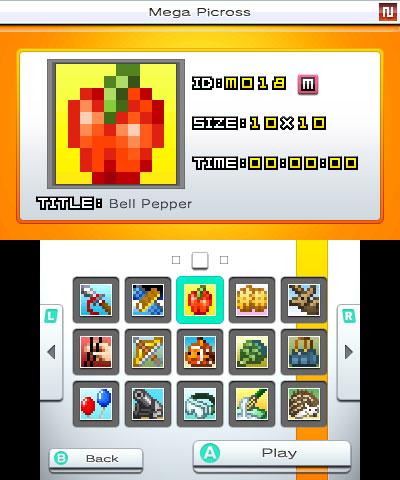 Mega Picross
N
ID:M018 M
SIZE:10X10
TIME:00:00:00
TITLE: Bell Pepper
L
R
B Back
A Play